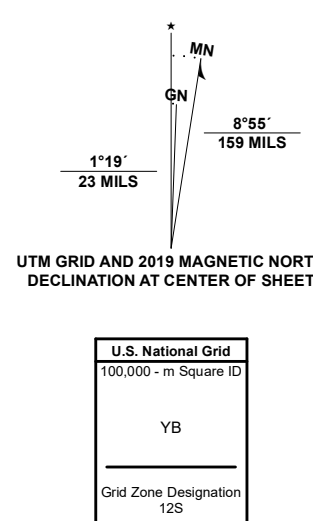 ★
MN
GN
8°55´
159 MILS
1°19´
23 MILS
UTM GRID AND 2019 MAGNETIC NORT
DECLINATION AT CENTER OF SHEET
U.S. National Grid
100,000 - m Square ID
YB
Grid Zone Designation
12S